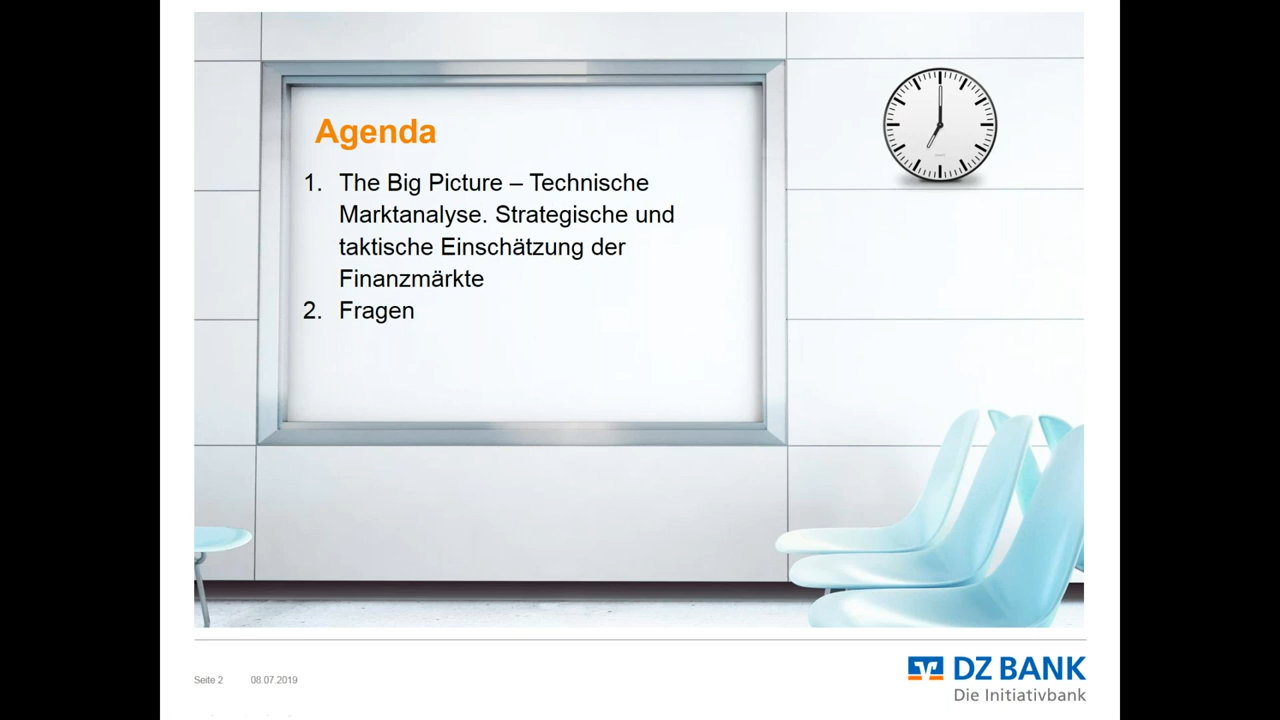 Agenda
1. The Big Picture – Technische
Marktanalyse. Strategische und
taktische Einschätzung der
Finanzmärkte
2. Fragen
Seite 2 08.07.2019
DZ BANK
Die Initiativbank